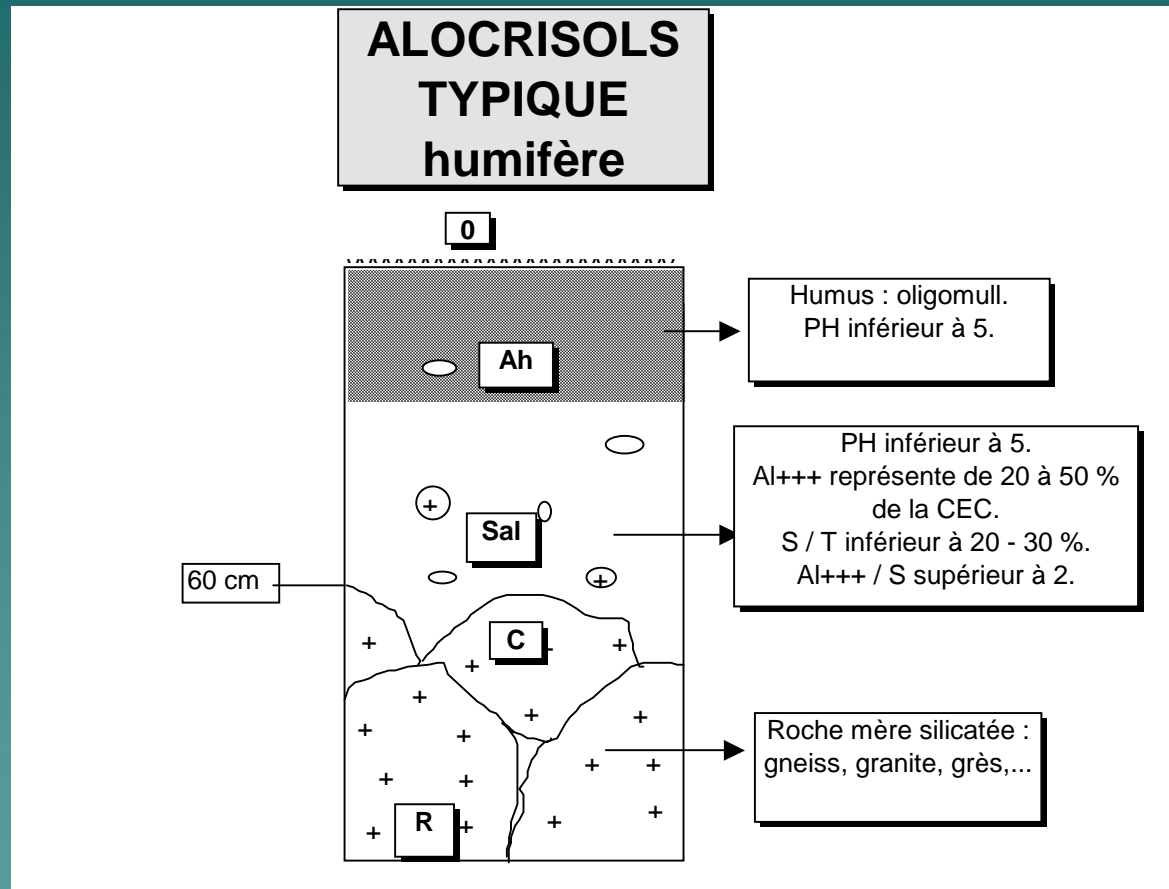 ALOCRISOLS
TYPIQUE
humifère
0
Humus : oligomull.
PH inférieur à 5.
Ah
PH inférieur à 5.
Al+++ représente de 20 à 50 %
de la CEC.
S / T inférieur à 20 - 30 %.
Al+++ / S supérieur à 2.
Sal
60 cm
C
Roche mère silicatée :
gneiss, granite, grès,...
R